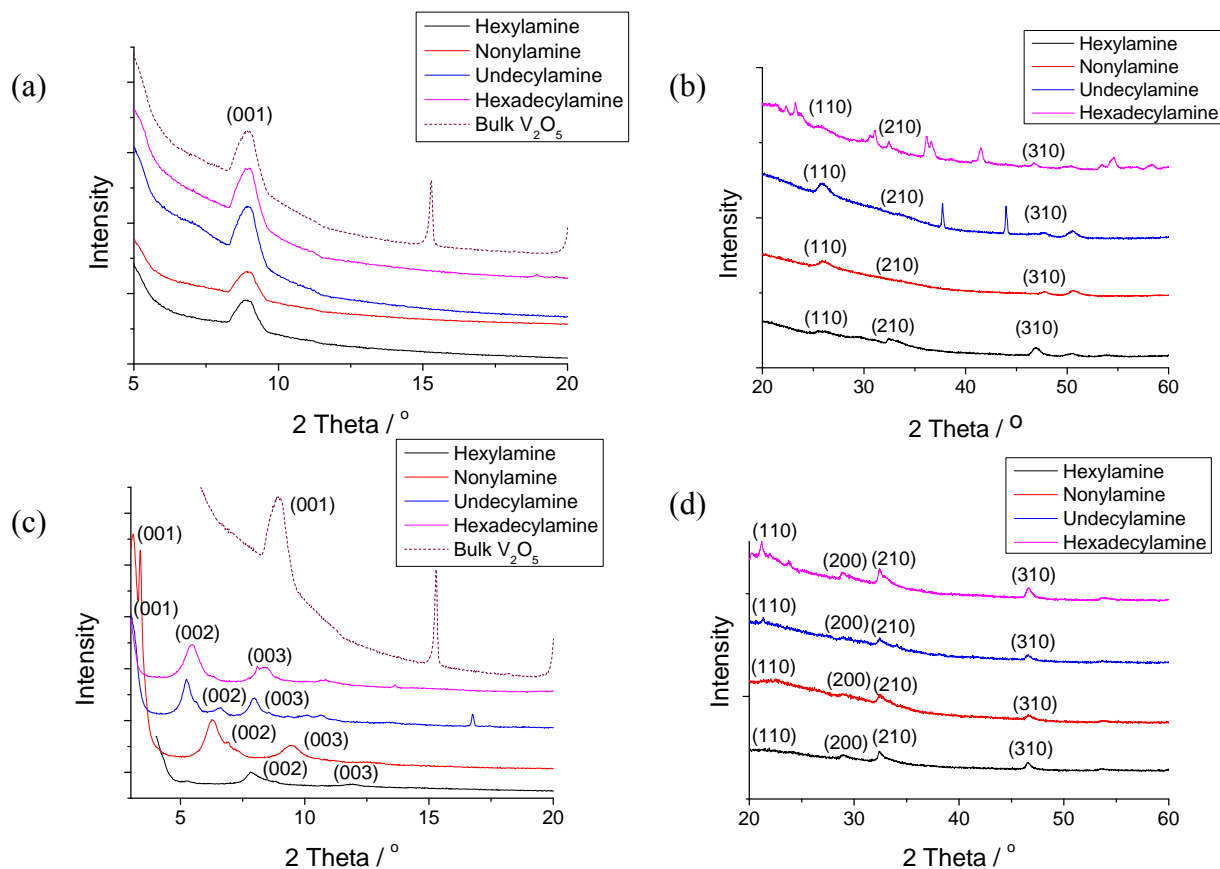 (a)
Hexylamine
Nonylamine
Undecylamine
Hexadecylamine
Bulk V₂O₅
(001)
Intensity
5 10 15 20
2 Theta / °
(b)
Hexylamine
Nonylamine
Undecylamine
Hexadecylamine
(110) (210) (310)
(110) (210) (310)
(110) (210) (310)
(110) (210) (310)
Intensity
20 30 40 50 60
2 Theta / O
(c)
Hexylamine
Nonylamine
Undecylamine
Hexadecylamine
Bulk V₂O₅
(001)
(001)
(001)
(002) (003)
(002) (003)
(002) (003)
(002) (003)
Intensity
5 10 15 20
2 Theta / °
(d)
Hexylamine
Nonylamine
Undecylamine
Hexadecylamine
(110) (200) (210) (310)
(110) (200) (210) (310)
(110) (200) (210) (310)
(110) (200) (210) (310)
Intensity
20 30 40 50 60
2 Theta / °